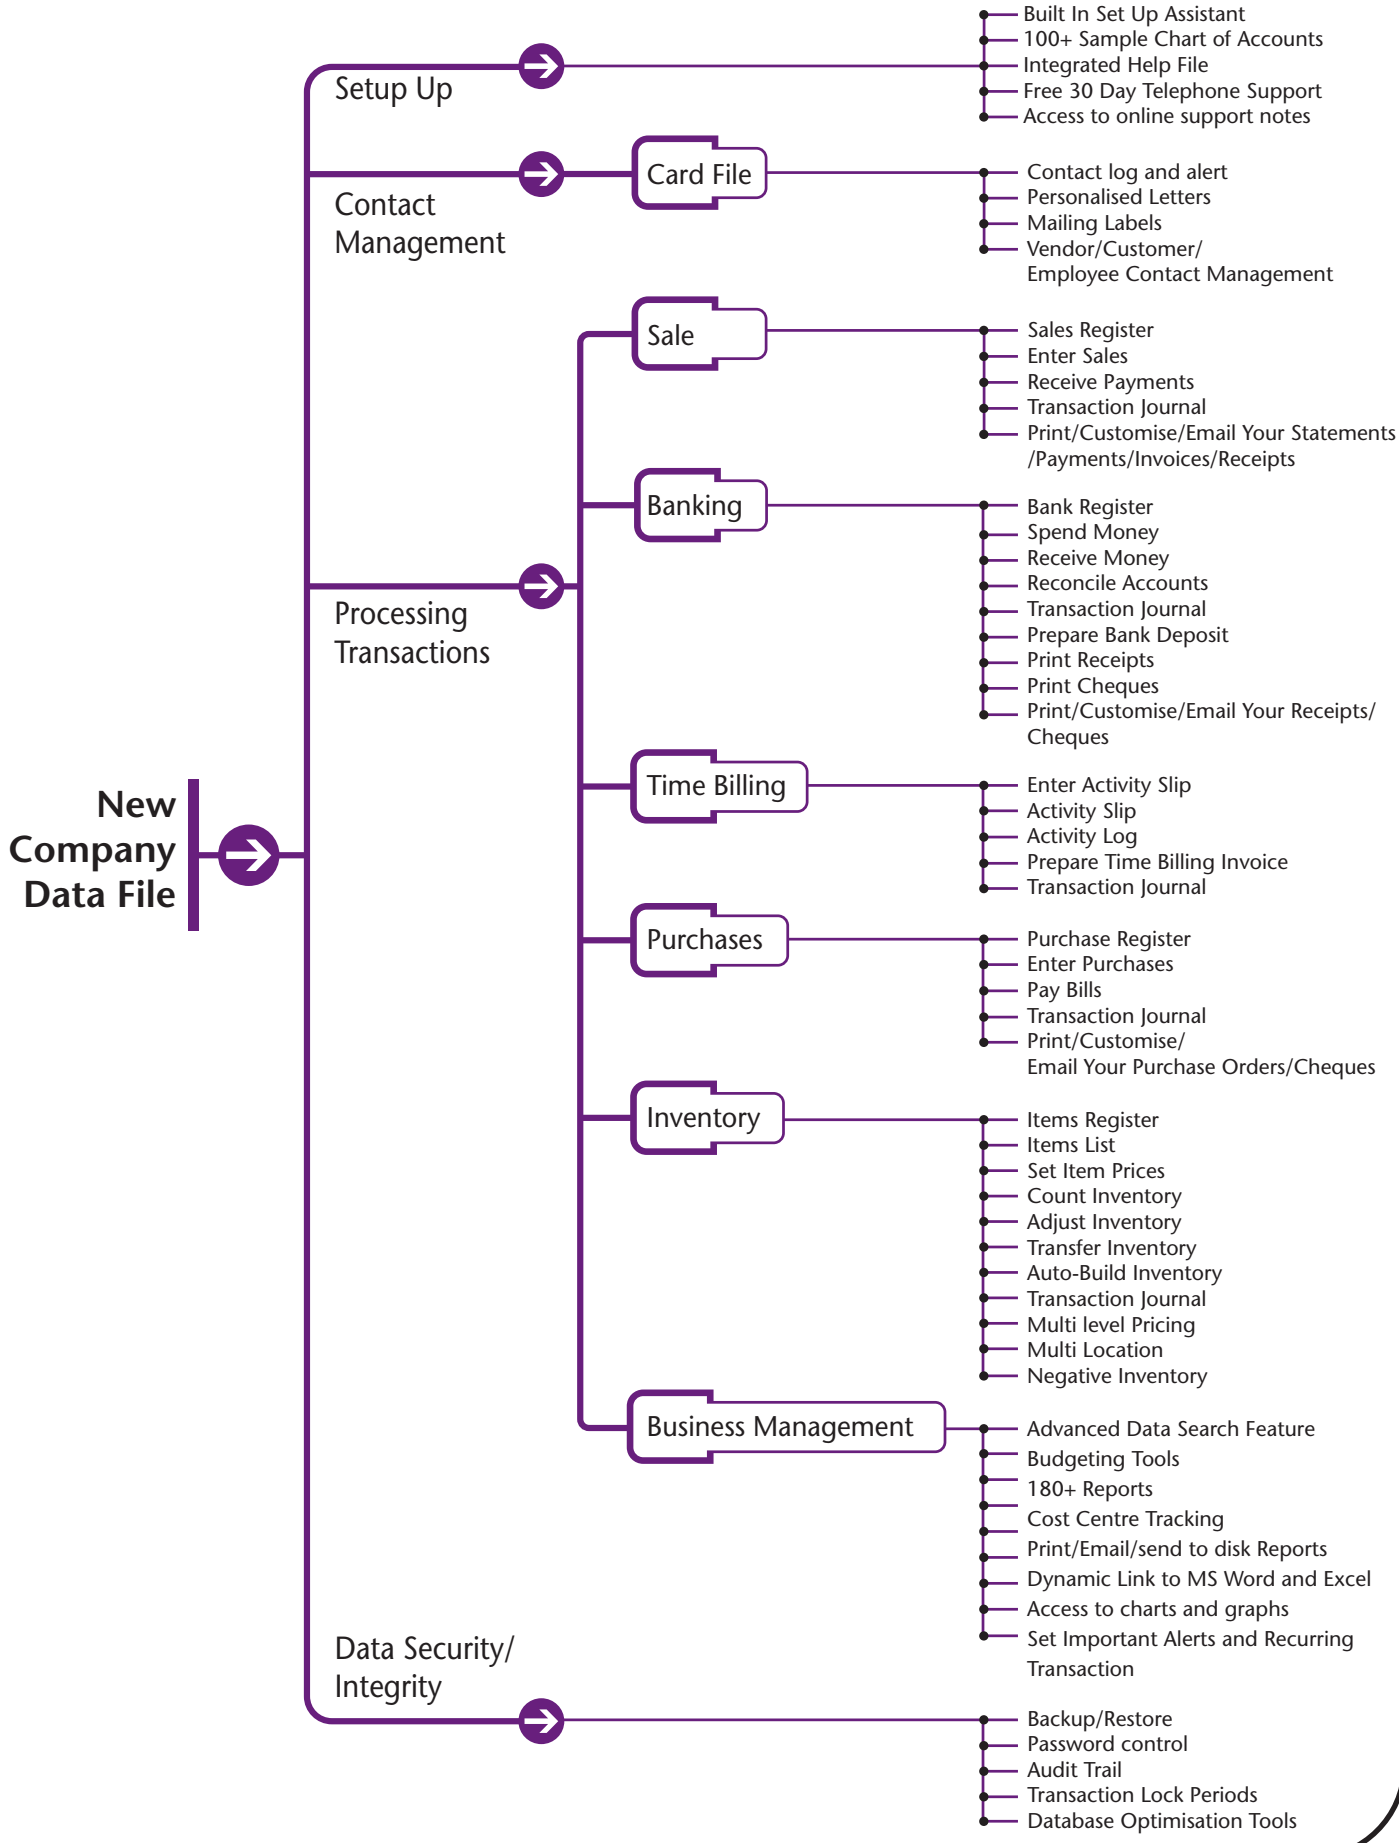 New
Company
Data File
Setup Up
Built In Set Up Assistant
100+ Sample Chart of Accounts
Integrated Help File
Free 30 Day Telephone Support
Access to online support notes
Contact
Management
Card File
Contact log and alert
Personalised Letters
Mailing Labels
Vendor/Customer/
Employee Contact Management
Processing
Transactions
Sale
Sales Register
Enter Sales
Receive Payments
Transaction Journal
Print/Customise/Email Your Statements
/Payments/Invoices/Receipts
Banking
Bank Register
Spend Money
Receive Money
Reconcile Accounts
Transaction Journal
Prepare Bank Deposit
Print Receipts
Print Cheques
Print/Customise/Email Your Receipts/
Cheques
Time Billing
Enter Activity Slip
Activity Slip
Activity Log
Prepare Time Billing Invoice
Transaction Journal
Purchases
Purchase Register
Enter Purchases
Pay Bills
Transaction Journal
Print/Customise/
Email Your Purchase Orders/Cheques
Inventory
Items Register
Items List
Set Item Prices
Count Inventory
Adjust Inventory
Transfer Inventory
Auto-Build Inventory
Transaction Journal
Multi level Pricing
Multi Location
Negative Inventory
Business Management
Advanced Data Search Feature
Budgeting Tools
180+ Reports
Cost Centre Tracking
Print/Email/send to disk Reports
Dynamic Link to MS Word and Excel
Access to charts and graphs
Set Important Alerts and Recurring
Transaction
Data Security/
Integrity
Backup/Restore
Password control
Audit Trail
Transaction Lock Periods
Database Optimisation Tools